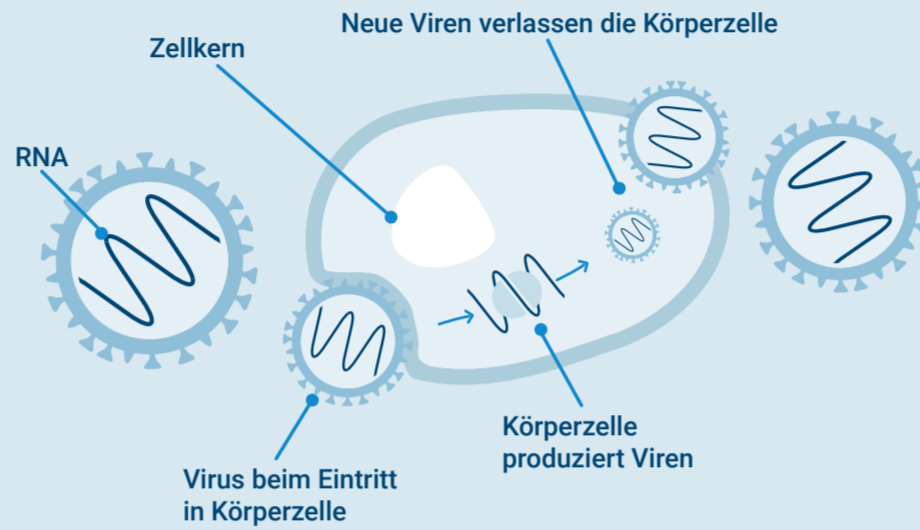 Neue Viren verlassen die Körperzelle
Zellkern
RNA
Körperzelle
produziert Viren
Virus beim Eintritt
in Körperzelle